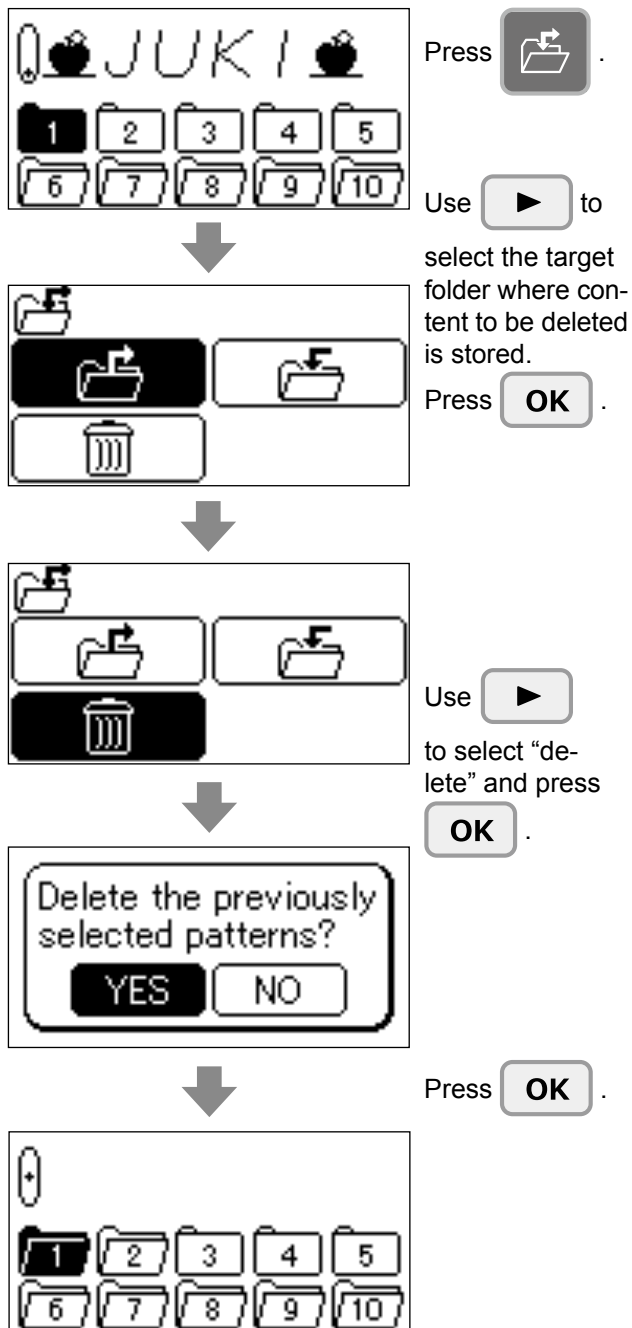 JUKI
Press .
1 2 3 4 5
6 7 8 9 10
Use to
select the target
folder where con-
tent to be deleted
is stored.
Press OK .
Use
to select “de-
lete” and press
OK .
Delete the previously
selected patterns?
YES NO
Press OK .
1 2 3 4 5
6 7 8 9 10